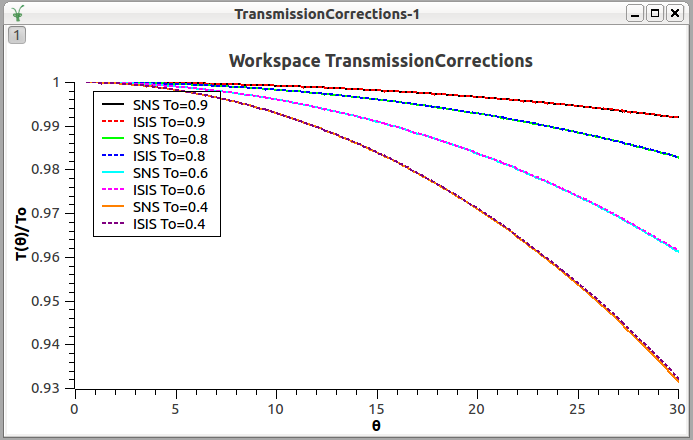 TransmissionCorrections-1
1
Workspace TransmissionCorrections
1
0.99
0.98
0.97
0.96
0.95
0.94
0.93
T(θ)/To
SNS To=0.9
ISIS To=0.9
SNS To=0.8
ISIS To=0.8
SNS To=0.6
ISIS To=0.6
SNS To=0.4
ISIS To=0.4
0 5 10 15 20 25 30
θ